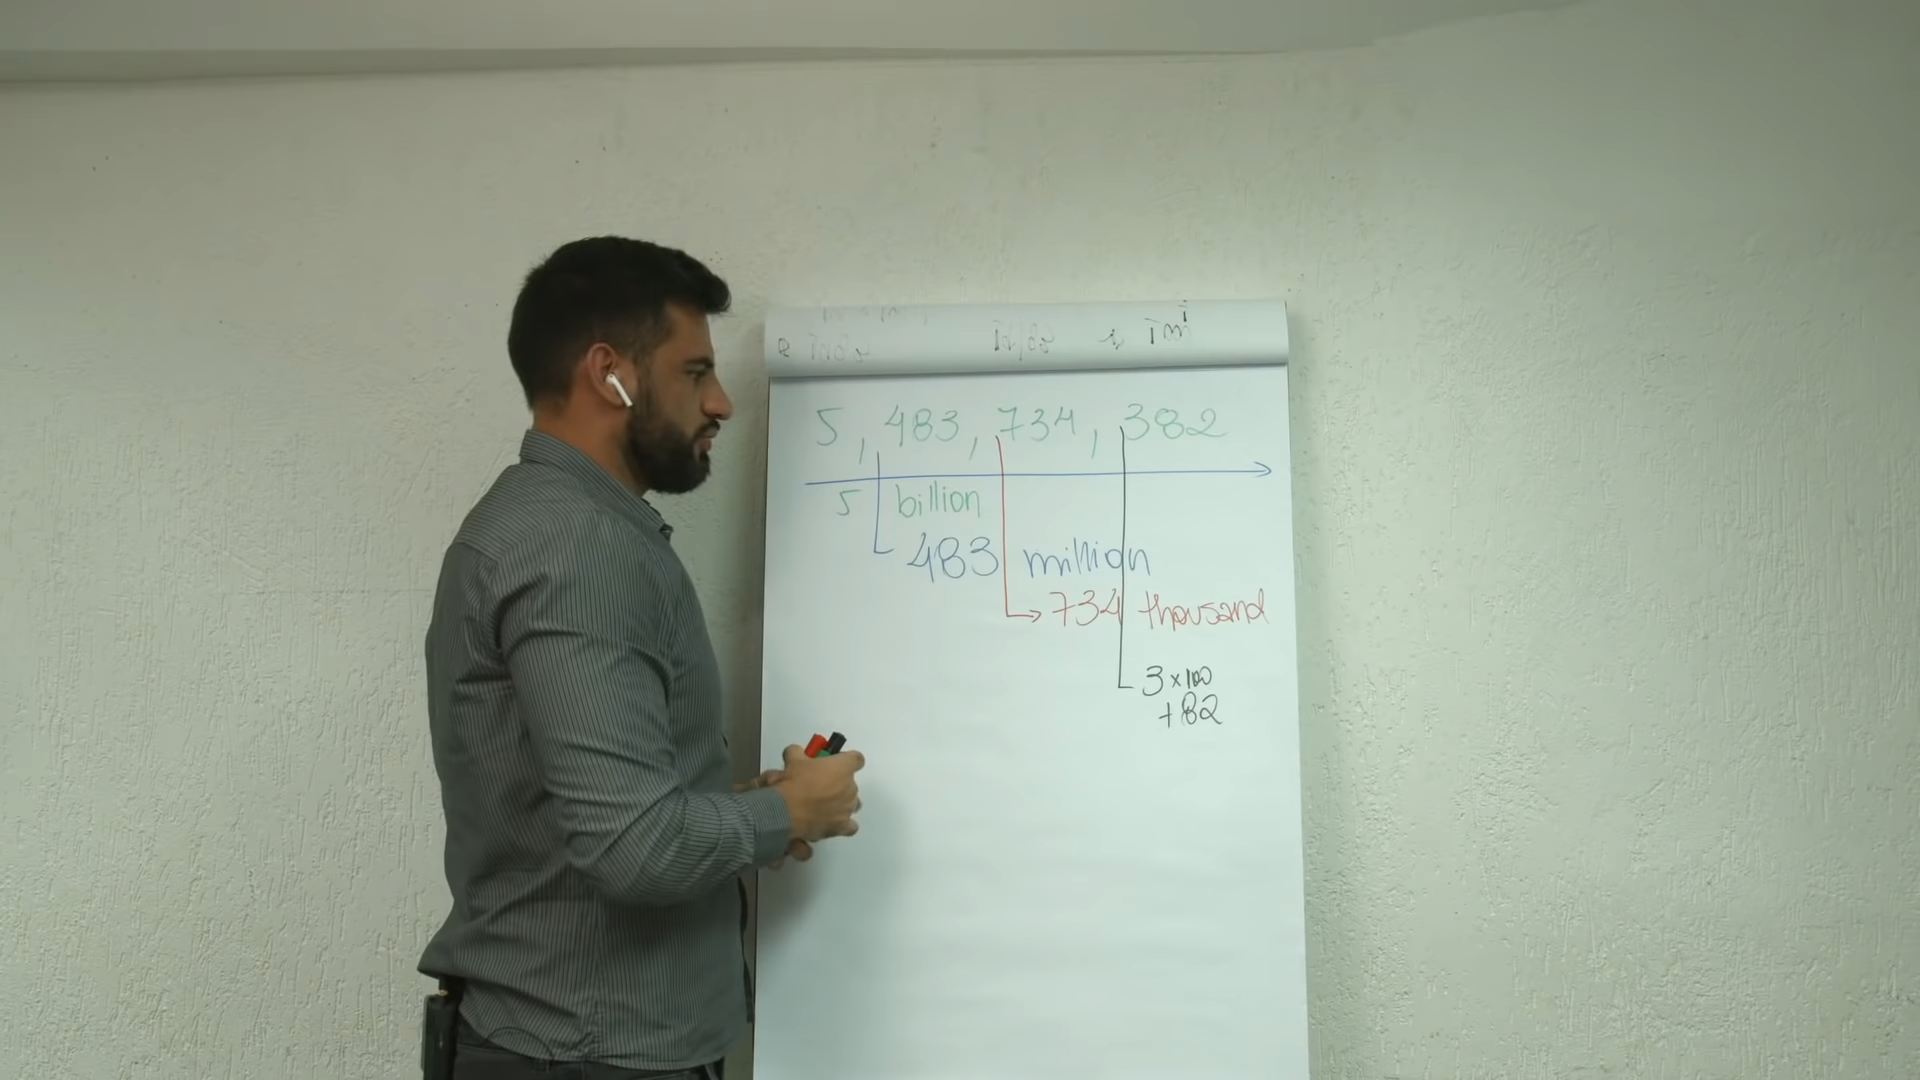 5, 483, 734, 382
5 billion
483 million
734 thousand
3 x 100
+ 82